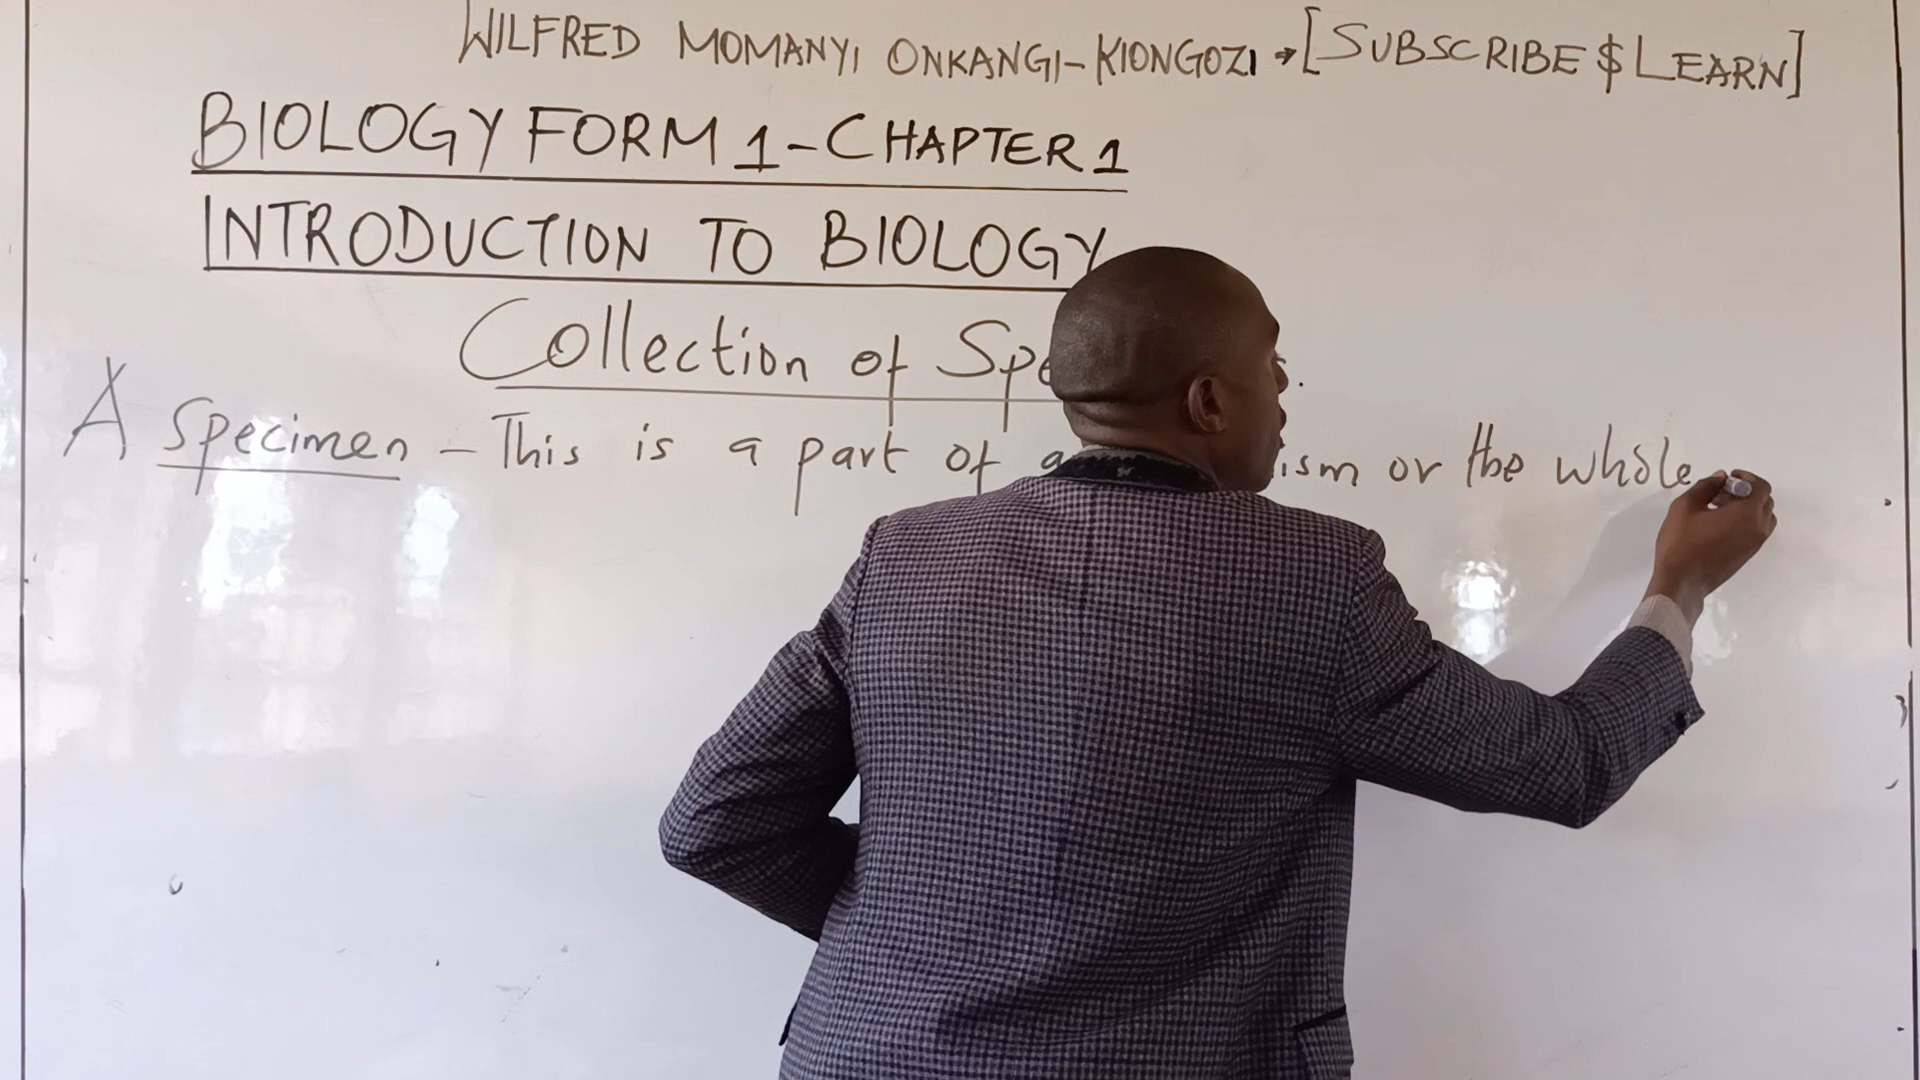 WILFRED MOMANYI ONKANGI-KIONGOZI → [SUBSCRIBE $ LEARN]
BIOLOGY FORM 1 - CHAPTER 1
INTRODUCTION TO BIOLOGY
Collection of Spe
A specimen - This is a part of a ism or the whole